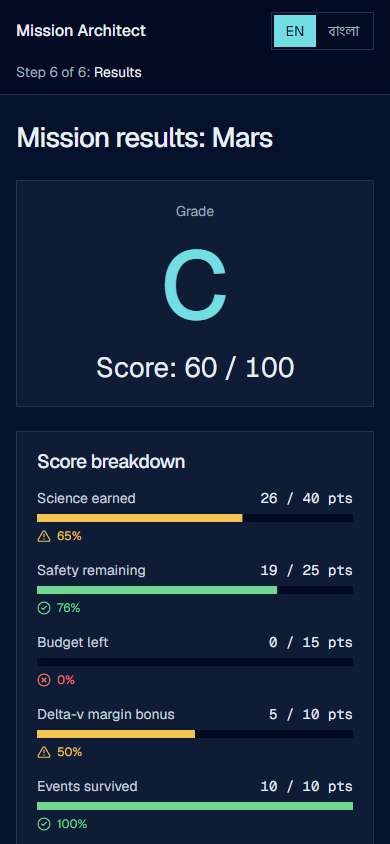 Mission Architect
EN বাংলা
Step 6 of 6: Results
Mission results: Mars
Grade
C
Score: 60 / 100
Score breakdown
Science earned 26 / 40 pts
65%
Safety remaining 19 / 25 pts
76%
Budget left 0 / 15 pts
0%
Delta-v margin bonus 5 / 10 pts
50%
Events survived 10 / 10 pts
100%